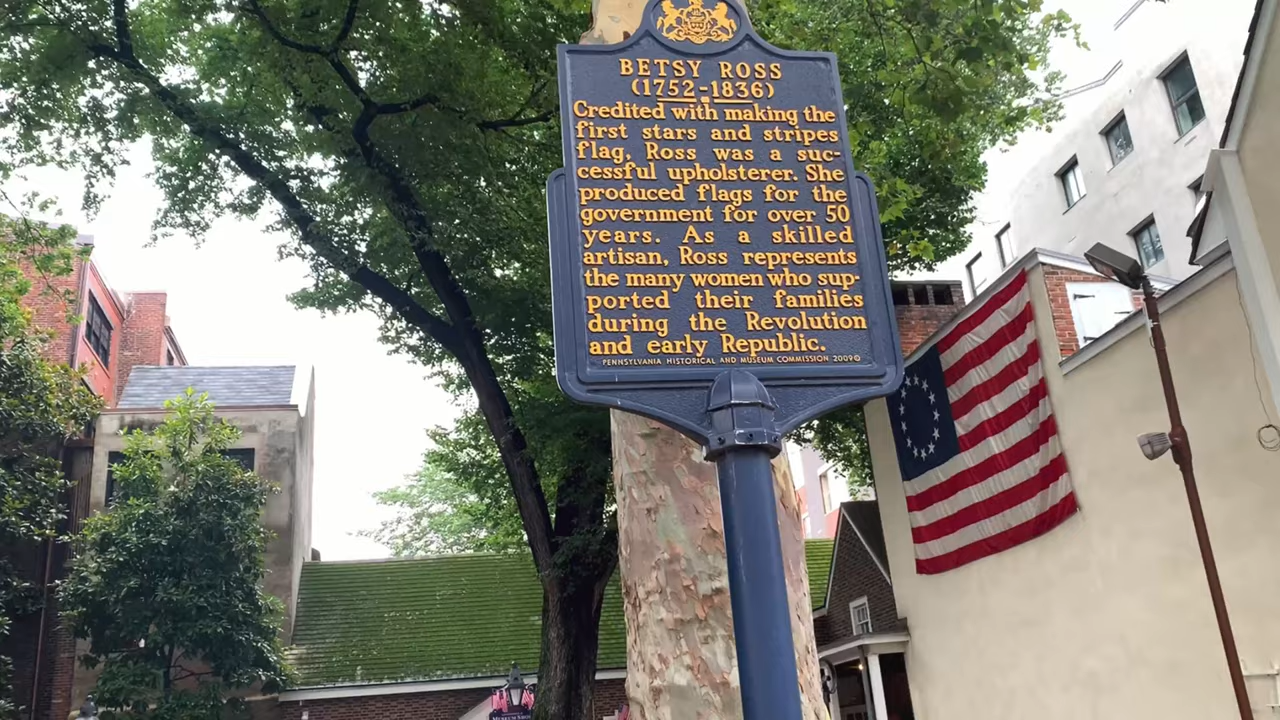 BETSY ROSS
(1752-1836)
Credited with making the
first stars and stripes
flag, Ross was a suc-
cessful upholsterer. She
produced flags for the
government for over 50
years. As a skilled
artisan, Ross represents
the many women who sup-
ported their families
during the Revolution
and early Republic.
PENNSYLVANIA HISTORICAL AND MUSEUM COMMISSION 2009©